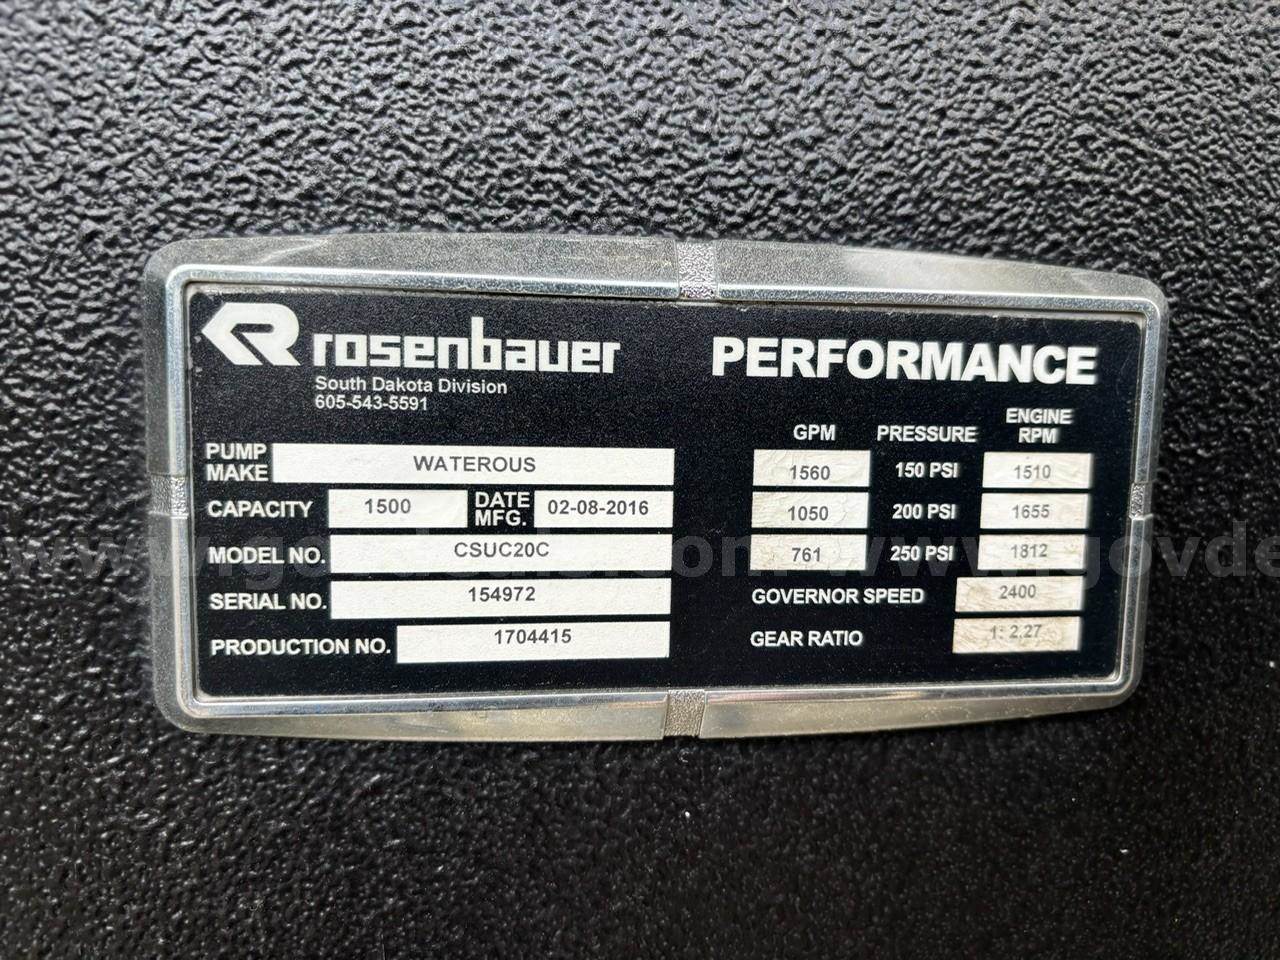 rosenbauer
South Dakota Division
605-543-5591
PERFORMANCE
PUMP MAKE WATEROUS
CAPACITY 1500 DATE MFG. 02-08-2016
MODEL NO. CSUC20C
SERIAL NO. 154972
PRODUCTION NO. 1704415
GPM PRESSURE ENGINE RPM
1560 150 PSI 1510
1050 200 PSI 1655
761 250 PSI 1812
GOVERNOR SPEED 2400
GEAR RATIO 1: 2.27